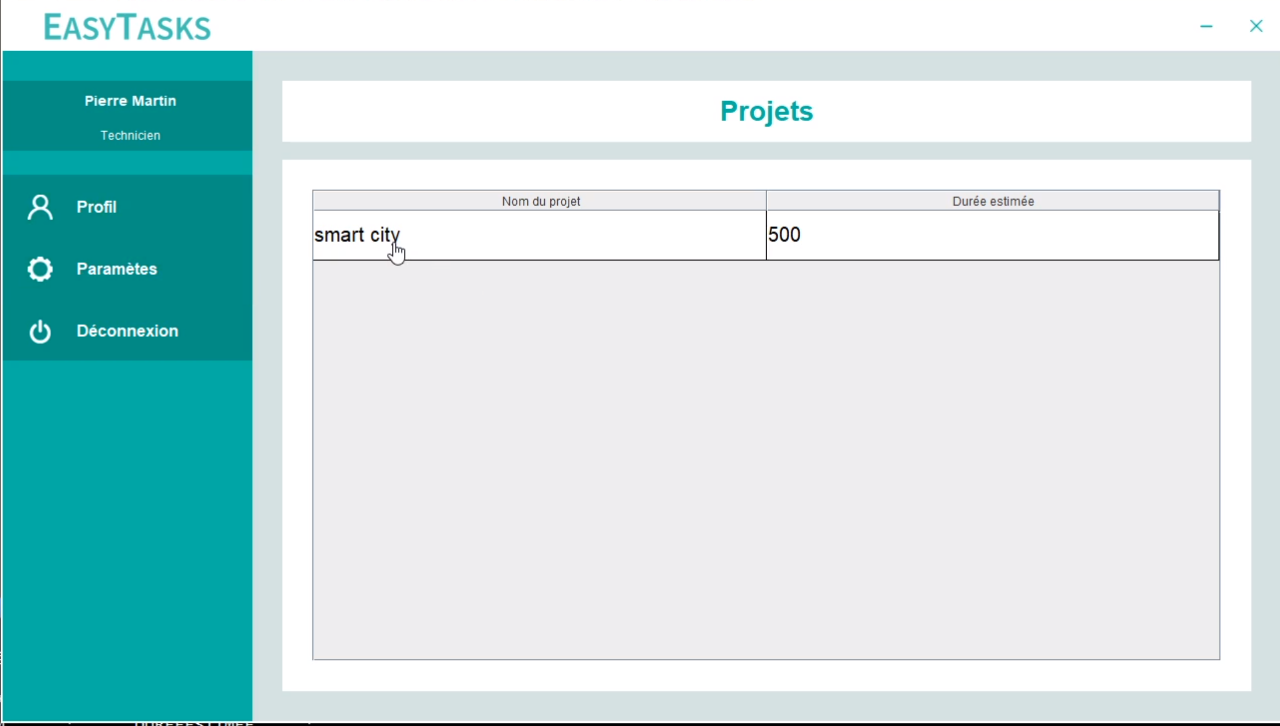 EASYTASKS
Pierre Martin
Technicien
Profil
Paramètes
Déconnexion
Projets
Nom du projet Durée estimée
smart city 500